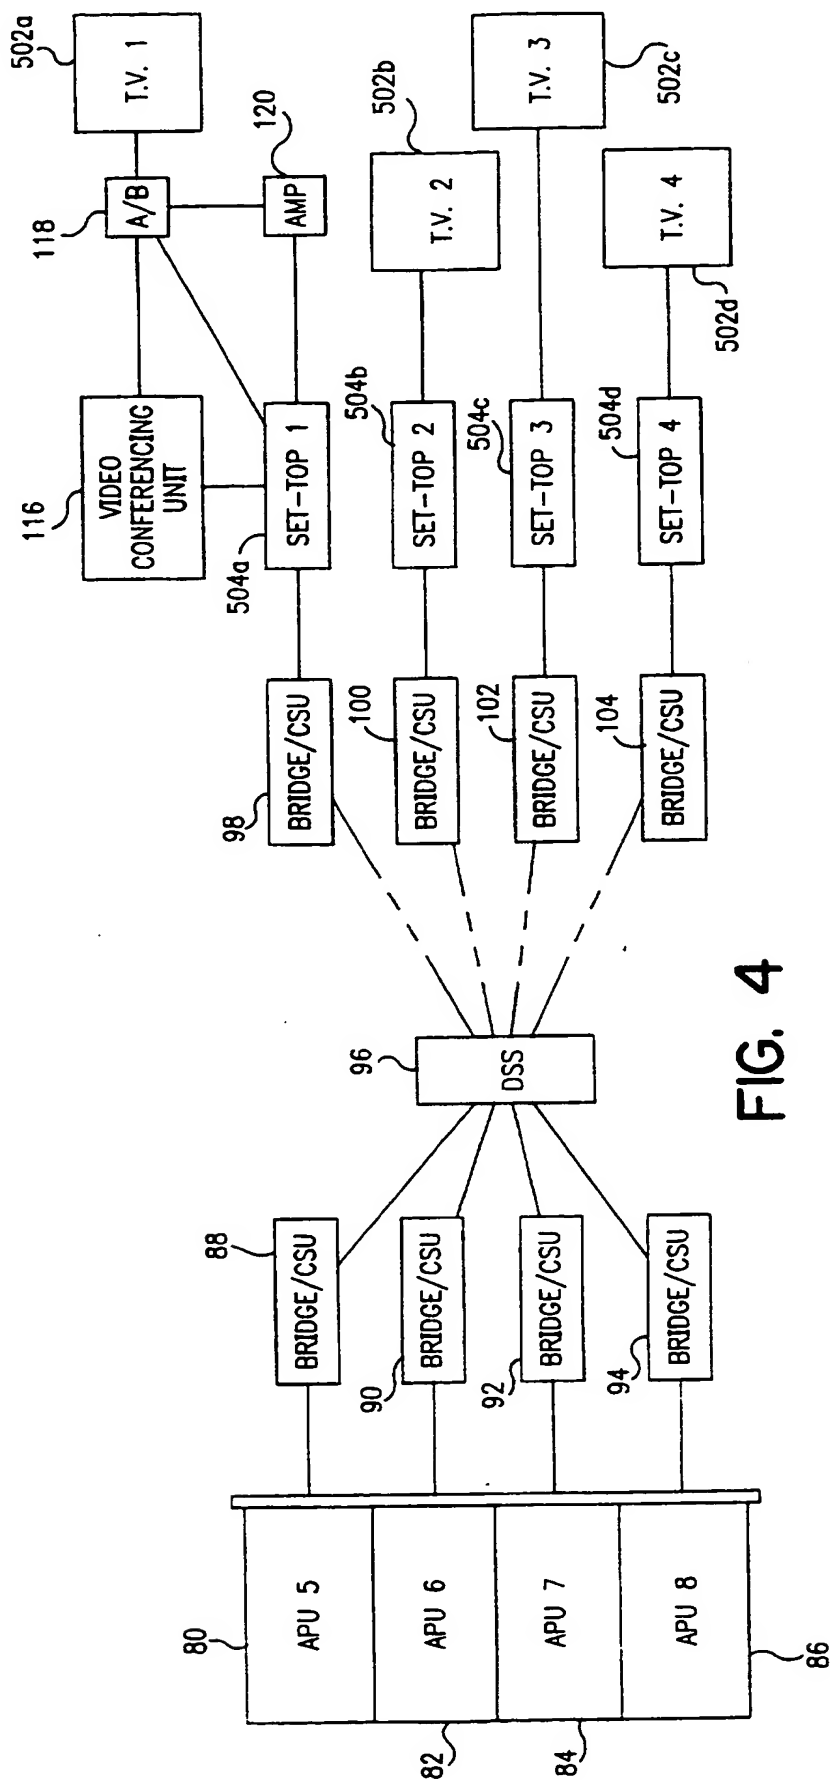 80
APU 5
APU 6
82
APU 7
84
APU 8
86
88
BRIDGE/CSU
90
BRIDGE/CSU
92
BRIDGE/CSU
94
BRIDGE/CSU
96
DSS
98
BRIDGE/CSU
100
BRIDGE/CSU
102
BRIDGE/CSU
104
BRIDGE/CSU
116
VIDEO
CONFERENCING
UNIT
504a
SET-TOP 1
504b
SET-TOP 2
504c
SET-TOP 3
504d
SET-TOP 4
118
A/B
120
AMP
502a
T.V. 1
502b
T.V. 2
T.V. 3
502c
T.V. 4
502d
FIG. 4